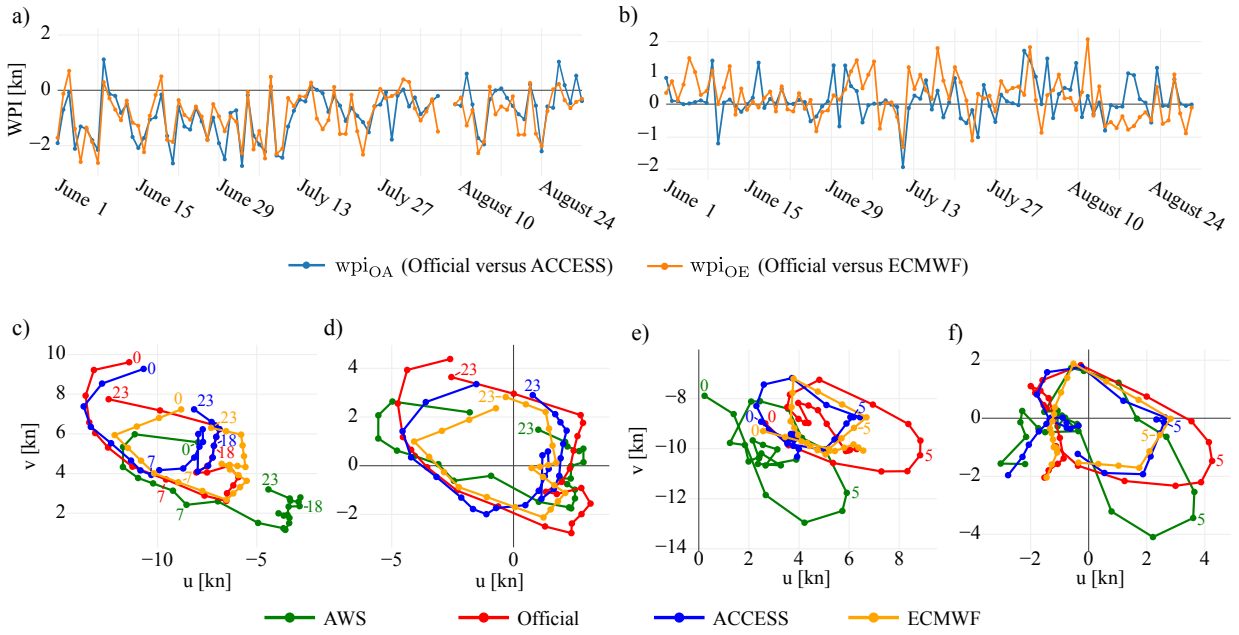 a)
WPI [kn]
2
0
−2
June 1
June 15
June 29
July 13
July 27
August 10
August 24
b)
2
1
0
−1
−2
June 1
June 15
June 29
July 13
July 27
August 10
August 24
wpiOA (Official versus ACCESS)
wpiOE (Official versus ECMWF)
c)
v [kn]
10
8
6
4
2
−10
−5
u [kn]
0
0
23
0
23
23
0
18
18
7
7
7
23
18
d)
4
2
0
−2
−5
0
u [kn]
23
23
23
23
e)
−8
−10
−12
−14
0
2
4
6
8
u [kn]
0
0
0
0
5
5
5
5
f)
2
0
−2
−4
−2
0
2
4
u [kn]
5
5
5
5
AWS
Official
ACCESS
ECMWF